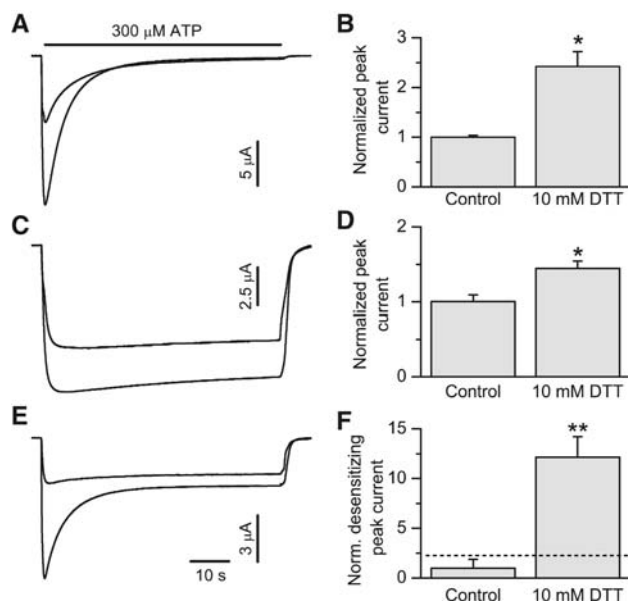 A
300 µM ATP
5 µA
B
Normalized peak
current
3
2
1
0
*
Control
10 mM DTT
C
2.5 µA
D
Normalized peak
current
2
1
0
*
Control
10 mM DTT
E
3 µA
10 s
F
Norm. desensitizing
peak current
15
10
5
0
**
Control
10 mM DTT